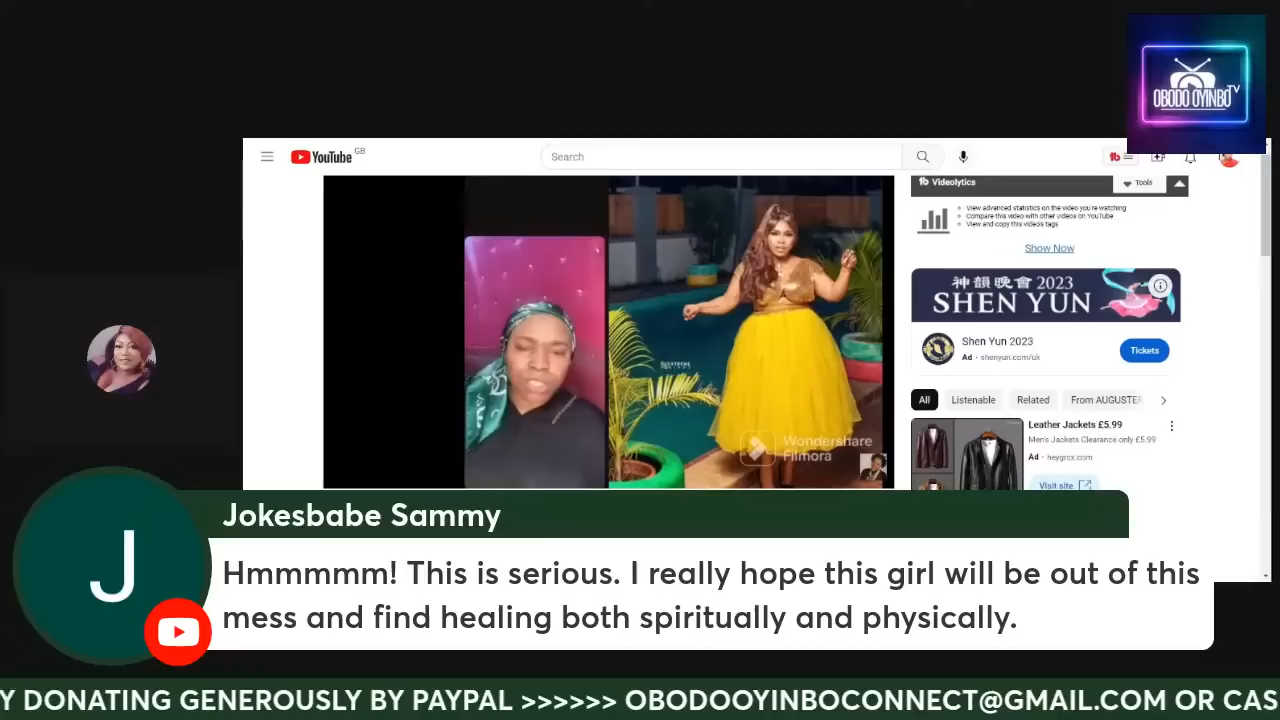 OBODO OYINBO TV
YouTube GB
Search
tb
tb Videolytics
Tools
View advanced statistics on the video you're watching
Compare this video with other videos on YouTube
View and copy this video's tags
Show Now
神韻晚會 2023
SHEN YUN
Shen Yun 2023
Ad · shenyun.com/uk
Tickets
All
Listenable
Related
From AUGUSTER
Wondershare
Filmora
Leather Jackets £5.99
Men's Jackets Clearance only £5.99
Ad · heygrcx.com
Visit site
J
Jokesbabe Sammy
Hmmmmm! This is serious. I really hope this girl will be out of this
mess and find healing both spiritually and physically.
Y DONATING GENEROUSLY BY PAYPAL >>>>>> OBODOOYINBOCONNECT@GMAIL.COM OR CAS